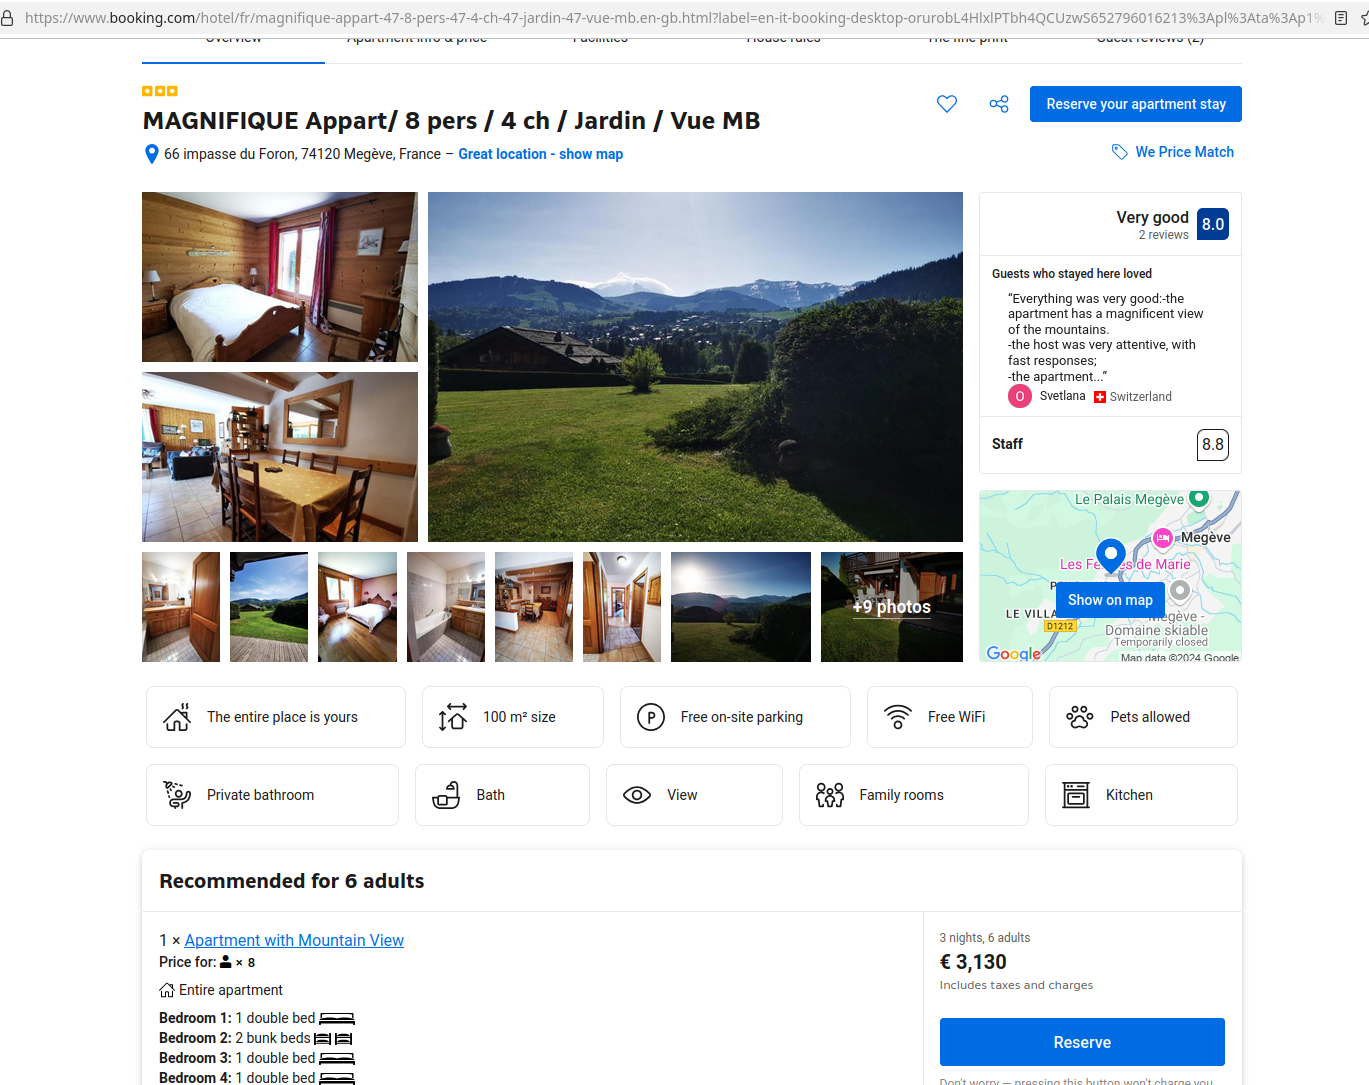 https://www.booking.com/hotel/fr/magnifique-appart-47-8-pers-47-4-ch-47-jardin-47-vue-mb.en-gb.html?label=en-it-booking-desktop-orurobL4HlxlPTbh4QCUzwS652796016213%3Apl%3Ata%3Ap1%
Overview Apartment info & price Facilities House rules The fine print Guest reviews (2)
MAGNIFIQUE Appart/ 8 pers / 4 ch / Jardin / Vue MB
Reserve your apartment stay
66 impasse du Foron, 74120 Megève, France – Great location - show map
We Price Match
Very good 8.0
2 reviews
Guests who stayed here loved
“Everything was very good:-the
apartment has a magnificent view
of the mountains.
-the host was very attentive, with
fast responses;
-the apartment...”
O Svetlana Switzerland
Staff 8.8
+9 photos
Le Palais Megève
Megève
Les Fermes de Marie
Show on map
LE VILLA
D1212
Megève -
Domaine skiable
Temporarily closed
Google
Map data ©2024 Google
The entire place is yours
100 m² size
P Free on-site parking
Free WiFi
Pets allowed
Private bathroom
Bath
View
Family rooms
Kitchen
Recommended for 6 adults
1 × Apartment with Mountain View
Price for: × 8
Entire apartment
Bedroom 1: 1 double bed
Bedroom 2: 2 bunk beds
Bedroom 3: 1 double bed
Bedroom 4: 1 double bed
3 nights, 6 adults
€ 3,130
Includes taxes and charges
Reserve
Don't worry — pressing this button won't charge you